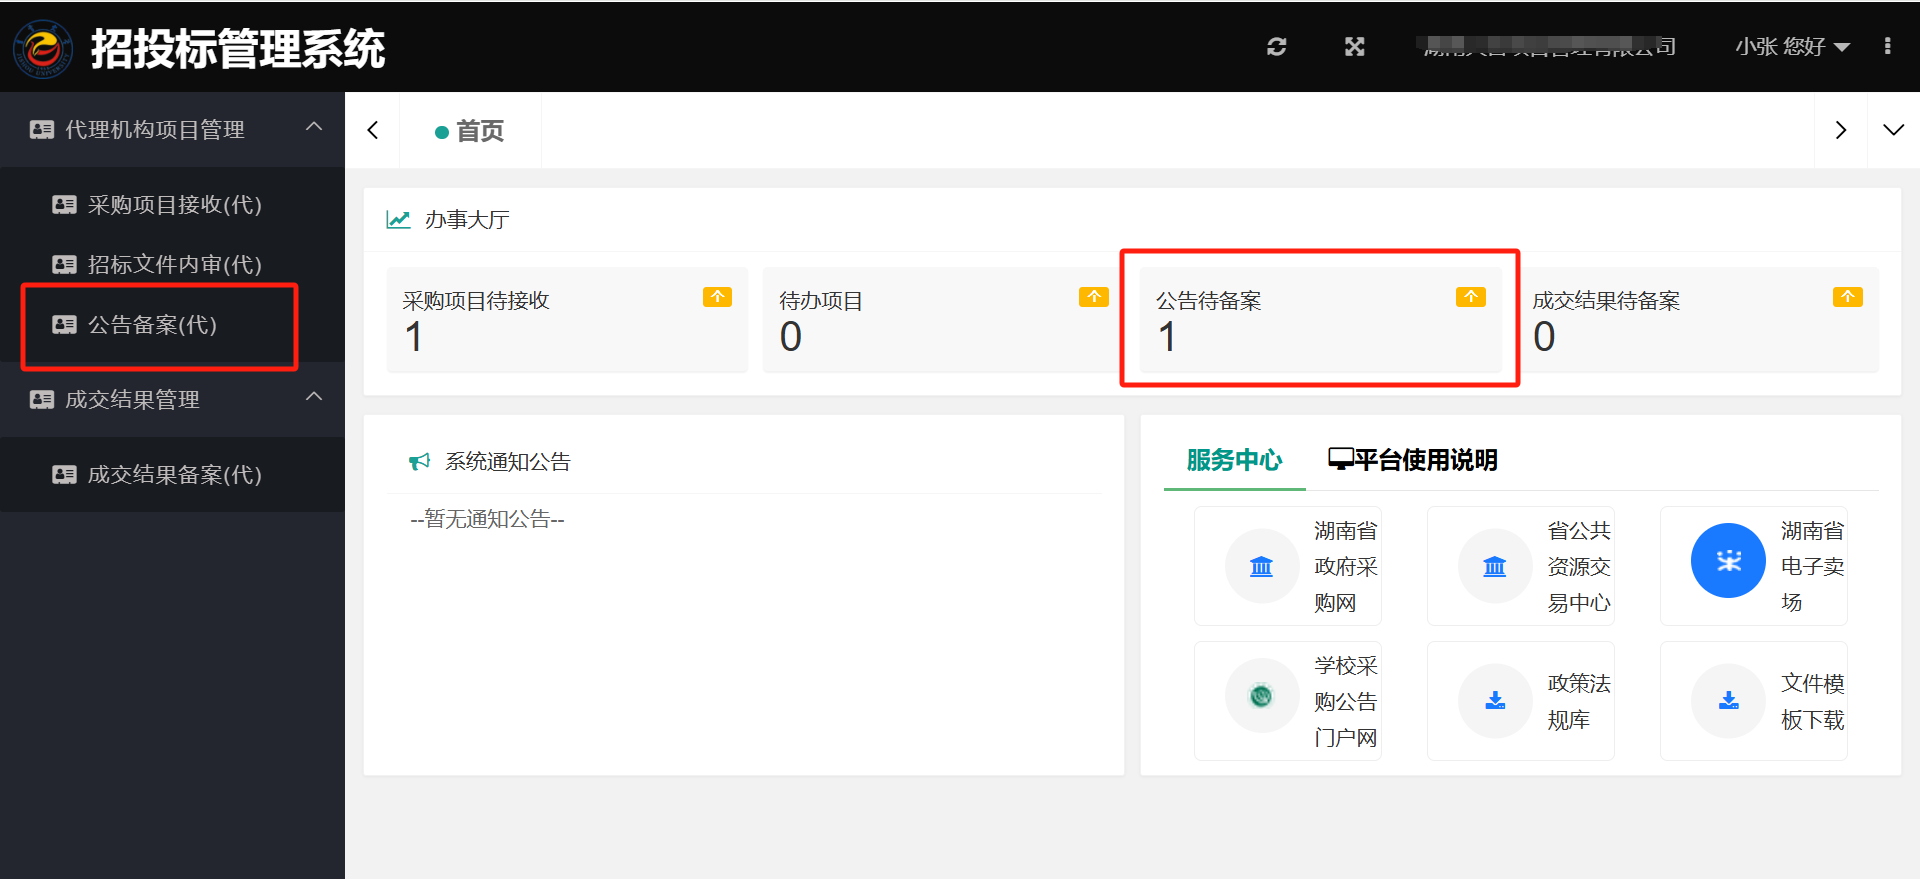 招投标管理系统
小张 您好
代理机构项目管理
采购项目接收(代)
招标文件内审(代)
公告备案(代)
成交结果管理
成交结果备案(代)
首页
办事大厅
采购项目待接收
1
待办项目
0
公告待备案
1
成交结果待备案
0
系统通知公告
--暂无通知公告--
服务中心
平台使用说明
湖南省
政府采
购网
省公共
资源交
易中心
湖南省
电子卖
场
学校采
购公告
门户网
政策法
规库
文件模
板下载